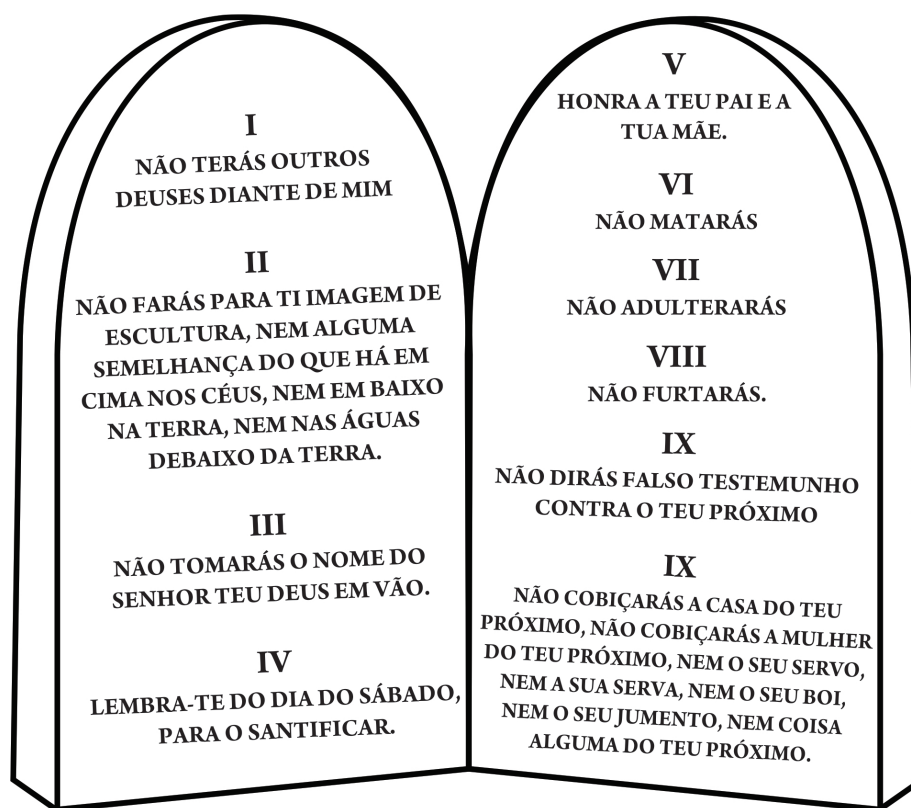 I
NÃO TERÁS OUTROS
DEUSES DIANTE DE MIM
II
NÃO FARÁS PARA TI IMAGEM DE
ESCULTURA, NEM ALGUMA
SEMELHANÇA DO QUE HÁ EM
CIMA NOS CÉUS, NEM EM BAIXO
NA TERRA, NEM NAS ÁGUAS
DEBAIXO DA TERRA.
III
NÃO TOMARÁS O NOME DO
SENHOR TEU DEUS EM VÃO.
IV
LEMBRA-TE DO DIA DO SÁBADO,
PARA O SANTIFICAR.
V
HONRA A TEU PAI E A
TUA MÃE.
VI
NÃO MATARÁS
VII
NÃO ADULTERARÁS
VIII
NÃO FURTARÁS.
IX
NÃO DIRÁS FALSO TESTEMUNHO
CONTRA O TEU PRÓXIMO
IX
NÃO COBIÇARÁS A CASA DO TEU
PRÓXIMO, NÃO COBIÇARÁS A MULHER
DO TEU PRÓXIMO, NEM O SEU SERVO,
NEM A SUA SERVA, NEM O SEU BOI,
NEM O SEU JUMENTO, NEM COISA
ALGUMA DO TEU PRÓXIMO.